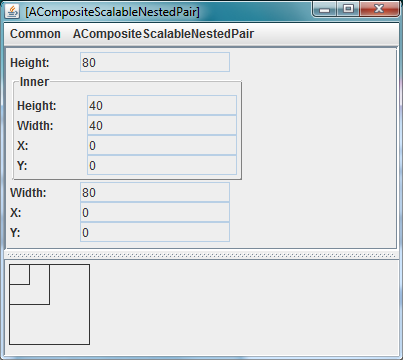 [ACompositeScalableNestedPair]
Common ACompositeScalableNestedPair
Height: 80
Inner
Height: 40
Width: 40
X: 0
Y: 0
Width: 80
X: 0
Y: 0